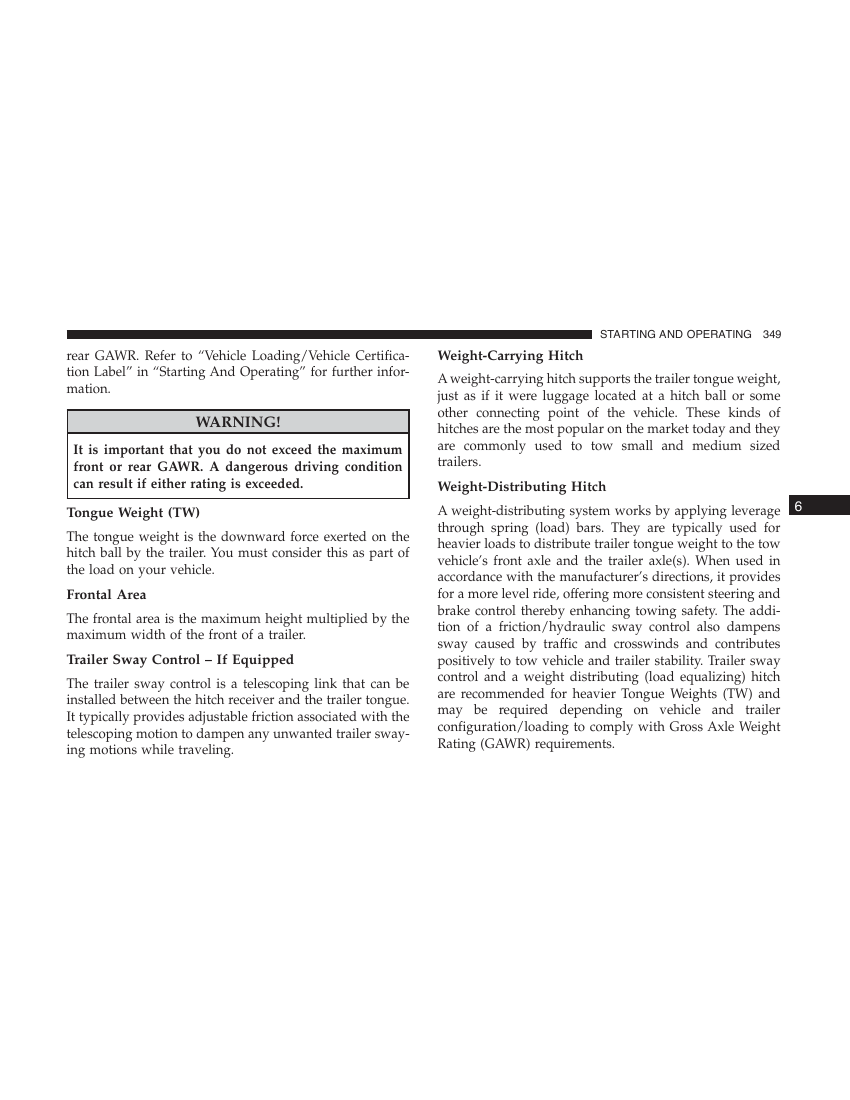 STARTING AND OPERATING 349
rear GAWR. Refer to “Vehicle Loading/Vehicle Certifica-
tion Label” in “Starting And Operating” for further infor-
mation.
WARNING!
It is important that you do not exceed the maximum
front or rear GAWR. A dangerous driving condition
can result if either rating is exceeded.
Tongue Weight (TW)
The tongue weight is the downward force exerted on the
hitch ball by the trailer. You must consider this as part of
the load on your vehicle.
Frontal Area
The frontal area is the maximum height multiplied by the
maximum width of the front of a trailer.
Trailer Sway Control – If Equipped
The trailer sway control is a telescoping link that can be
installed between the hitch receiver and the trailer tongue.
It typically provides adjustable friction associated with the
telescoping motion to dampen any unwanted trailer sway-
ing motions while traveling.
Weight-Carrying Hitch
A weight-carrying hitch supports the trailer tongue weight,
just as if it were luggage located at a hitch ball or some
other connecting point of the vehicle. These kinds of
hitches are the most popular on the market today and they
are commonly used to tow small and medium sized
trailers.
Weight-Distributing Hitch
A weight-distributing system works by applying leverage
through spring (load) bars. They are typically used for
heavier loads to distribute trailer tongue weight to the tow
vehicle’s front axle and the trailer axle(s). When used in
accordance with the manufacturer’s directions, it provides
for a more level ride, offering more consistent steering and
brake control thereby enhancing towing safety. The addi-
tion of a friction/hydraulic sway control also dampens
sway caused by traffic and crosswinds and contributes
positively to tow vehicle and trailer stability. Trailer sway
control and a weight distributing (load equalizing) hitch
are recommended for heavier Tongue Weights (TW) and
may be required depending on vehicle and trailer
configuration/loading to comply with Gross Axle Weight
Rating (GAWR) requirements.
6